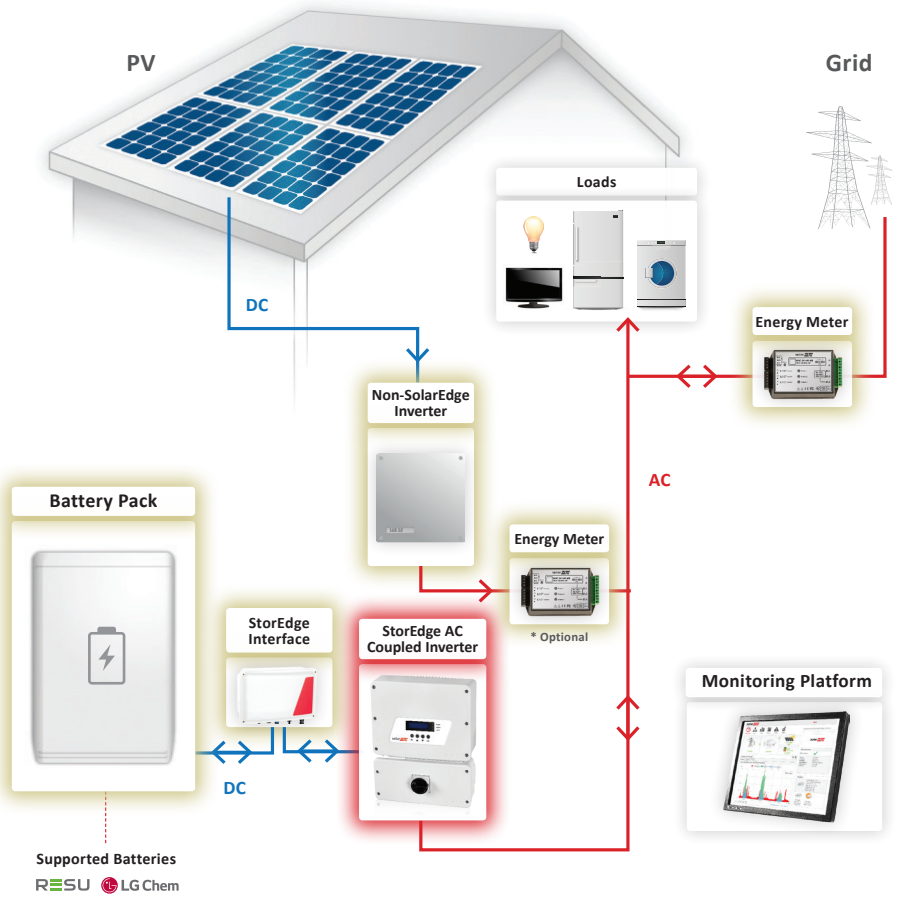 PV
Grid
Loads
DC
Energy Meter
Non-SolarEdge
Inverter
AC
Battery Pack
Energy Meter
* Optional
StorEdge
Interface
StorEdge AC
Coupled Inverter
Monitoring Platform
DC
Supported Batteries
RESU LG Chem